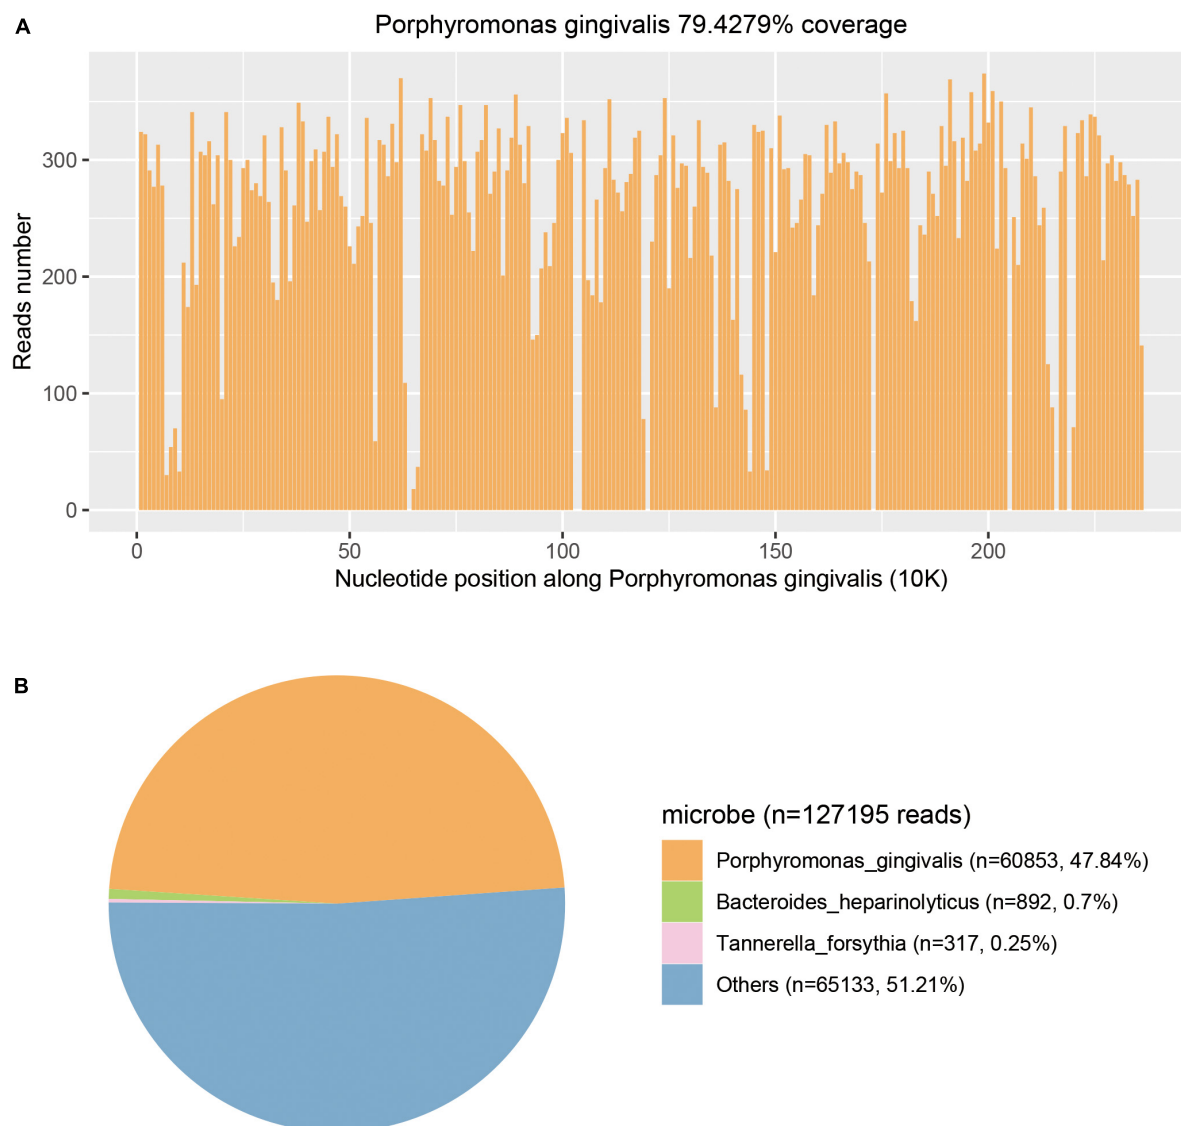 A
Porphyromonas gingivalis 79.4279% coverage
Reads number
300
200
100
0
0 50 100 150 200
Nucleotide position along Porphyromonas gingivalis (10K)
B
microbe (n=127195 reads)
Porphyromonas_gingivalis (n=60853, 47.84%)
Bacteroides_heparinolyticus (n=892, 0.7%)
Tannerella_forsythia (n=317, 0.25%)
Others (n=65133, 51.21%)